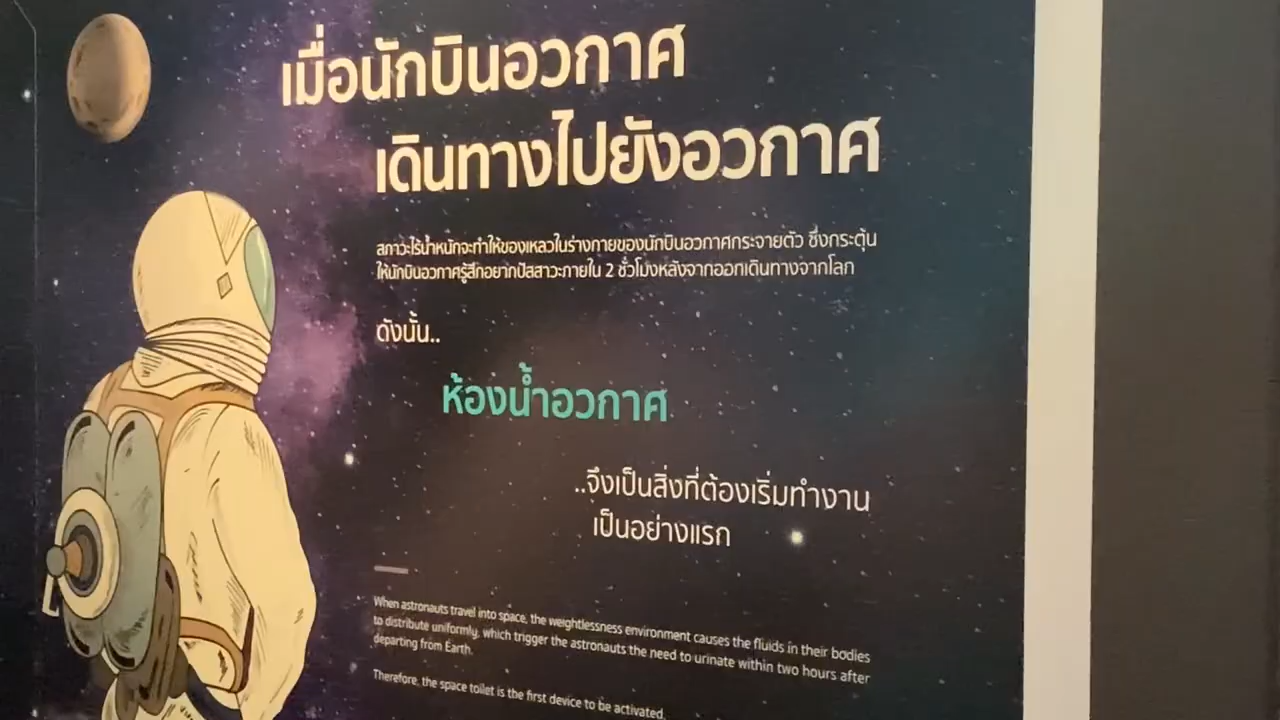 เมื่อนักบินอวกาศ
เดินทางไปยังอวกาศ
สภาวะไร้น้ำหนักจะทำให้ของเหลวในร่างกายของนักบินอวกาศกระจายตัว ซึ่งกระตุ้น
ให้นักบินอวกาศรู้สึกอยากปัสสาวะภายใน 2 ชั่วโมงหลังจากออกเดินทางจากโลก
ดังนั้น..
ห้องน้ำอวกาศ
..จึงเป็นสิ่งที่ต้องเริ่มทำงาน
เป็นอย่างแรก
When astronauts travel into space, the weightlessness environment causes the fluids in their bodies
to distribute uniformly, which trigger the astronauts the need to urinate within two hours after
departing from Earth.
Therefore, the space toilet is the first device to be activated.